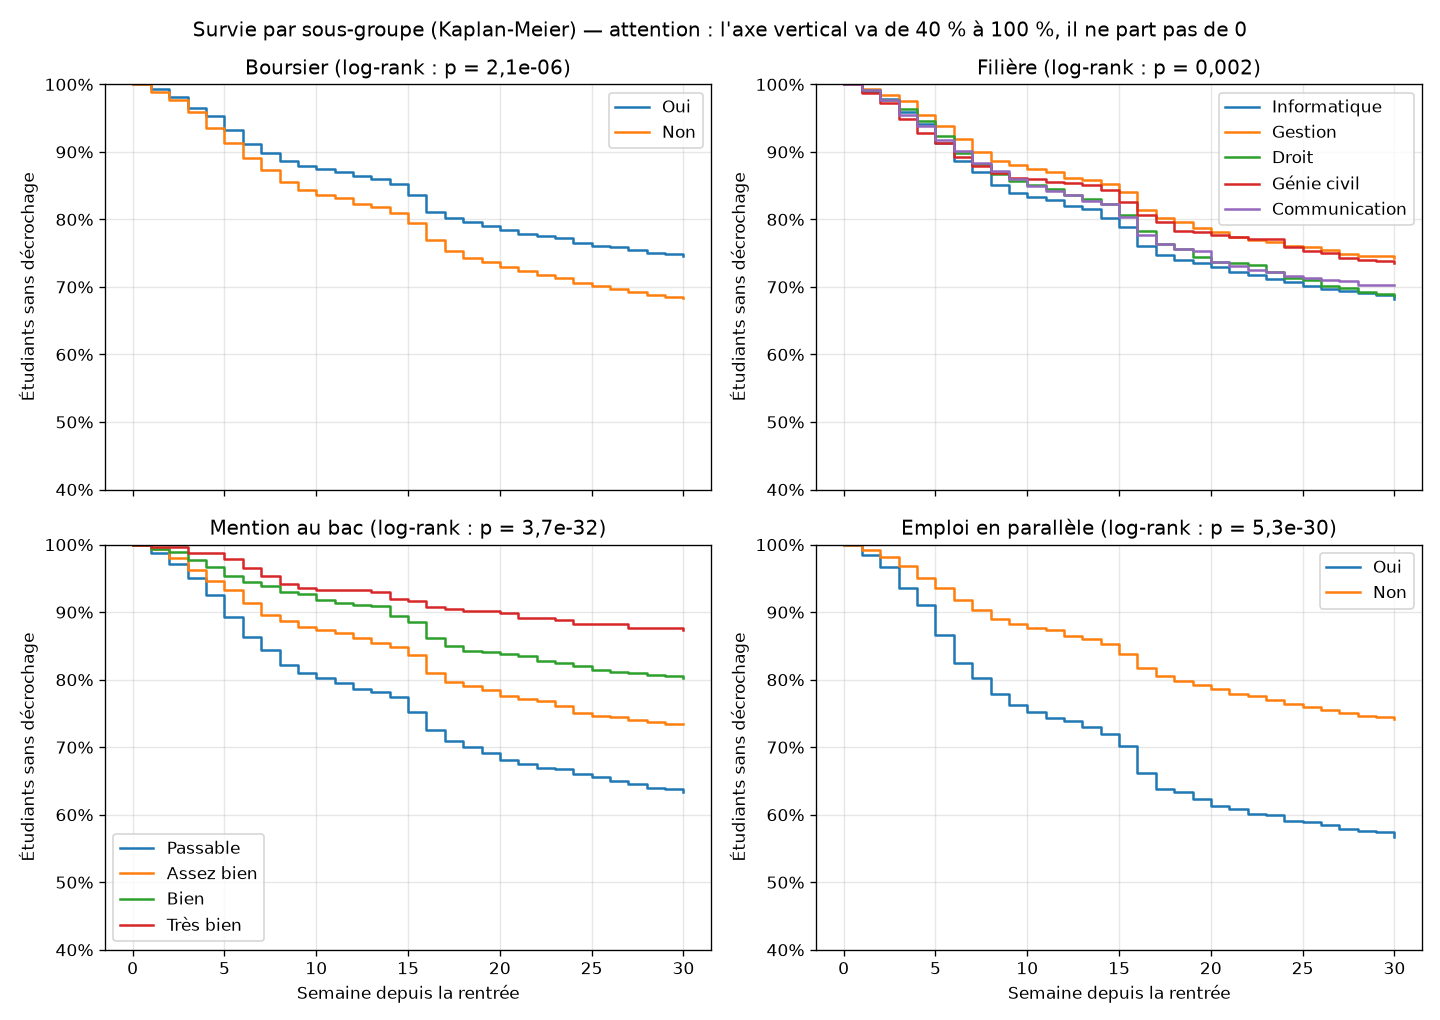 Survie par sous-groupe (Kaplan-Meier) — attention : l'axe vertical va de 40 % à 100 %, il ne part pas de 0
Boursier (log-rank : p = 2,1e-06)
Étudiants sans décrochage
100%
90%
80%
70%
60%
50%
40%
Oui
Non
Filière (log-rank : p = 0,002)
Étudiants sans décrochage
100%
90%
80%
70%
60%
50%
40%
Informatique
Gestion
Droit
Génie civil
Communication
Mention au bac (log-rank : p = 3,7e-32)
Étudiants sans décrochage
100%
90%
80%
70%
60%
50%
40%
Passable
Assez bien
Bien
Très bien
0 5 10 15 20 25 30
Semaine depuis la rentrée
Emploi en parallèle (log-rank : p = 5,3e-30)
Étudiants sans décrochage
100%
90%
80%
70%
60%
50%
40%
Oui
Non
0 5 10 15 20 25 30
Semaine depuis la rentrée